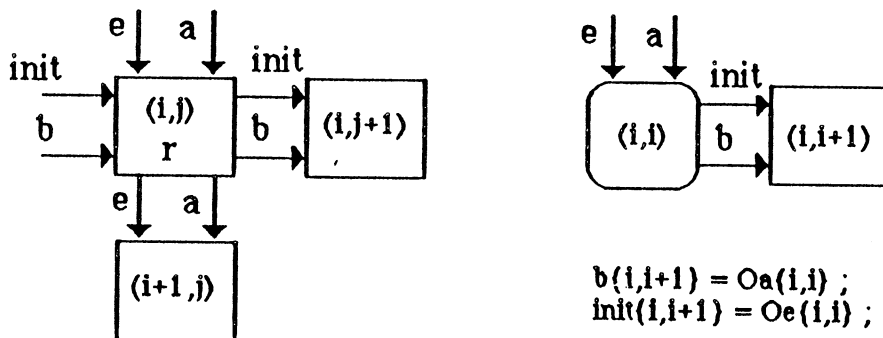 e a
init init
(i,j) (i,j+1)
b b
r
e a
(i+1,j)
e a
init
(i,i) b (i,i+1)
b(i,i+1) = Oa(i,i) ;
init(i,i+1) = Oe(i,i) ;